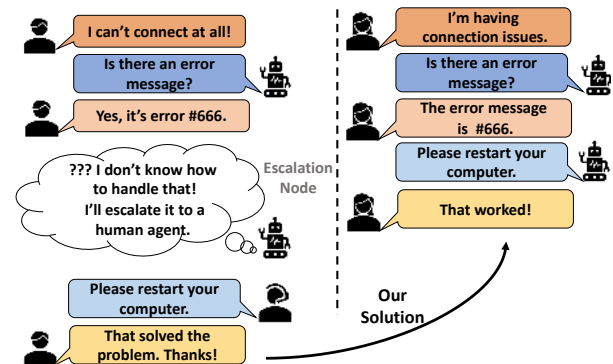 I can't connect at all!
Is there an error
message?
Yes, it's error #666.
??? I don't know how
to handle that!
I'll escalate it to a
human agent.
Escalation
Node
Please restart your
computer.
That solved the
problem. Thanks!
I'm having
connection issues.
Is there an error
message?
The error message
is #666.
Please restart your
computer.
That worked!
Our
Solution